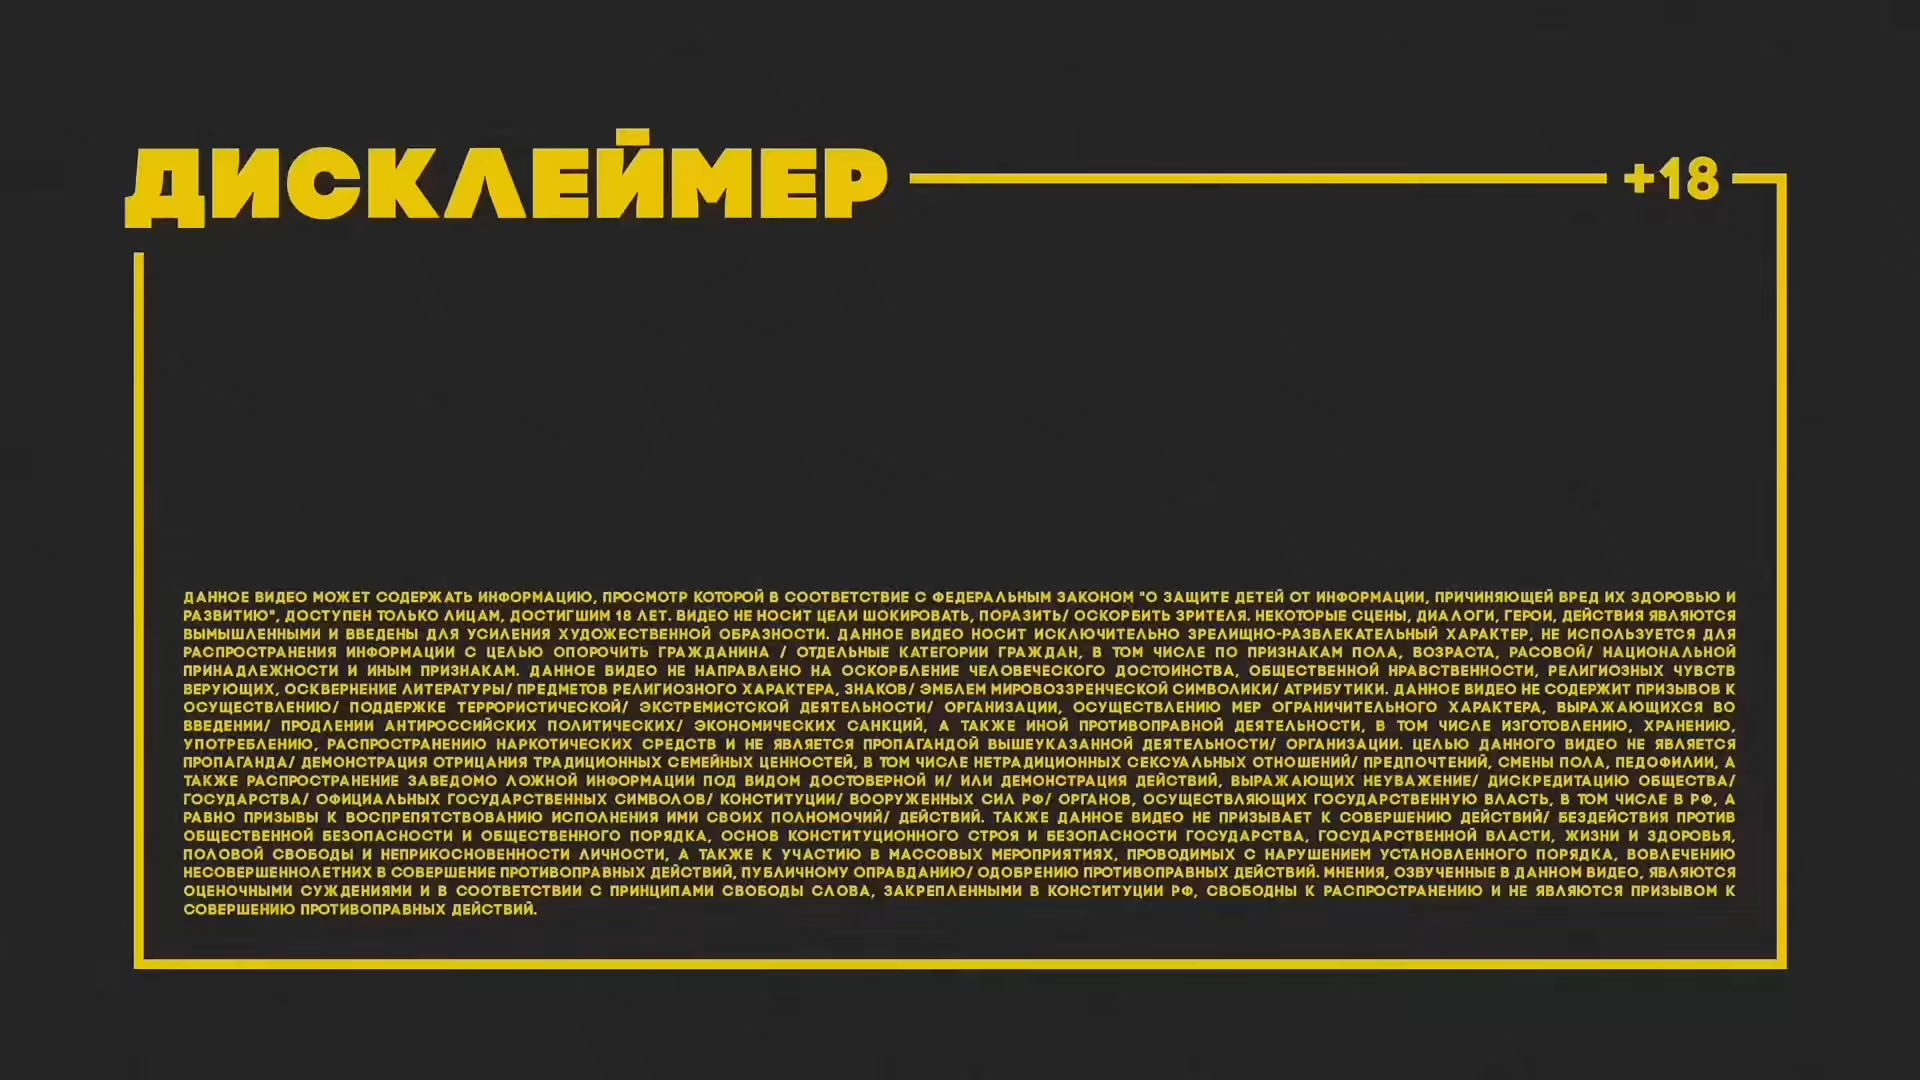 ДИСКЛЕЙМЕР +18
ДАННОЕ ВИДЕО МОЖЕТ СОДЕРЖАТЬ ИНФОРМАЦИЮ, ПРОСМОТР КОТОРОЙ В СООТВЕТСТВИЕ С ФЕДЕРАЛЬНЫМ ЗАКОНОМ "О ЗАЩИТЕ ДЕТЕЙ ОТ ИНФОРМАЦИИ, ПРИЧИНЯЮЩЕЙ ВРЕД ИХ ЗДОРОВЬЮ И
РАЗВИТИЮ", ДОСТУПЕН ТОЛЬКО ЛИЦАМ, ДОСТИГШИМ 18 ЛЕТ. ВИДЕО НЕ НОСИТ ЦЕЛИ ШОКИРОВАТЬ, ПОРАЗИТЬ/ ОСКОРБИТЬ ЗРИТЕЛЯ. НЕКОТОРЫЕ СЦЕНЫ, ДИАЛОГИ, ГЕРОИ, ДЕЙСТВИЯ ЯВЛЯЮТСЯ
ВЫМЫШЛЕННЫМИ И ВВЕДЕНЫ ДЛЯ УСИЛЕНИЯ ХУДОЖЕСТВЕННОЙ ОБРАЗНОСТИ. ДАННОЕ ВИДЕО НОСИТ ИСКЛЮЧИТЕЛЬНО ЗРЕЛИЩНО-РАЗВЛЕКАТЕЛЬНЫЙ ХАРАКТЕР, НЕ ИСПОЛЬЗУЕТСЯ ДЛЯ
РАСПРОСТРАНЕНИЯ ИНФОРМАЦИИ С ЦЕЛЬЮ ОПОРОЧИТЬ ГРАЖДАНИНА / ОТДЕЛЬНЫЕ КАТЕГОРИИ ГРАЖДАН, В ТОМ ЧИСЛЕ ПО ПРИЗНАКАМ ПОЛА, ВОЗРАСТА, РАСОВОЙ/ НАЦИОНАЛЬНОЙ
ПРИНАДЛЕЖНОСТИ И ИНЫМ ПРИЗНАКАМ. ДАННОЕ ВИДЕО НЕ НАПРАВЛЕНО НА ОСКОРБЛЕНИЕ ЧЕЛОВЕЧЕСКОГО ДОСТОИНСТВА, ОБЩЕСТВЕННОЙ НРАВСТВЕННОСТИ, РЕЛИГИОЗНЫХ ЧУВСТВ
ВЕРУЮЩИХ, ОСКВЕРНЕНИЕ ЛИТЕРАТУРЫ/ ПРЕДМЕТОВ РЕЛИГИОЗНОГО ХАРАКТЕРА, ЗНАКОВ/ ЭМБЛЕМ МИРОВОЗЗРЕНЧЕСКОЙ СИМВОЛИКИ/ АТРИБУТИКИ. ДАННОЕ ВИДЕО НЕ СОДЕРЖИТ ПРИЗЫВОВ К
ОСУЩЕСТВЛЕНИЮ/ ПОДДЕРЖКЕ ТЕРРОРИСТИЧЕСКОЙ/ ЭКСТРЕМИСТСКОЙ ДЕЯТЕЛЬНОСТИ/ ОРГАНИЗАЦИИ, ОСУЩЕСТВЛЕНИЮ МЕР ОГРАНИЧИТЕЛЬНОГО ХАРАКТЕРА, ВЫРАЖАЮЩИХСЯ ВО
ВВЕДЕНИИ/ ПРОДЛЕНИИ АНТИРОССИЙСКИХ ПОЛИТИЧЕСКИХ/ ЭКОНОМИЧЕСКИХ САНКЦИЙ, А ТАКЖЕ ИНОЙ ПРОТИВОПРАВНОЙ ДЕЯТЕЛЬНОСТИ, В ТОМ ЧИСЛЕ ИЗГОТОВЛЕНИЮ, ХРАНЕНИЮ,
УПОТРЕБЛЕНИЮ, РАСПРОСТРАНЕНИЮ НАРКОТИЧЕСКИХ СРЕДСТВ И НЕ ЯВЛЯЕТСЯ ПРОПАГАНДОЙ ВЫШЕУКАЗАННОЙ ДЕЯТЕЛЬНОСТИ/ ОРГАНИЗАЦИИ. ЦЕЛЬЮ ДАННОГО ВИДЕО НЕ ЯВЛЯЕТСЯ
ПРОПАГАНДА/ ДЕМОНСТРАЦИЯ ОТРИЦАНИЯ ТРАДИЦИОННЫХ СЕМЕЙНЫХ ЦЕННОСТЕЙ, В ТОМ ЧИСЛЕ НЕТРАДИЦИОННЫХ СЕКСУАЛЬНЫХ ОТНОШЕНИЙ/ ПРЕДПОЧТЕНИЙ, СМЕНЫ ПОЛА, ПЕДОФИЛИИ, А
ТАКЖЕ РАСПРОСТРАНЕНИЕ ЗАВЕДОМО ЛОЖНОЙ ИНФОРМАЦИИ ПОД ВИДОМ ДОСТОВЕРНОЙ И/ ИЛИ ДЕМОНСТРАЦИЯ ДЕЙСТВИЙ, ВЫРАЖАЮЩИХ НЕУВАЖЕНИЕ/ ДИСКРЕДИТАЦИЮ ОБЩЕСТВА/
ГОСУДАРСТВА/ ОФИЦИАЛЬНЫХ ГОСУДАРСТВЕННЫХ СИМВОЛОВ/ КОНСТИТУЦИИ/ ВООРУЖЕННЫХ СИЛ РФ/ ОРГАНОВ, ОСУЩЕСТВЛЯЮЩИХ ГОСУДАРСТВЕННУЮ ВЛАСТЬ, В ТОМ ЧИСЛЕ В РФ, А
РАВНО ПРИЗЫВЫ К ВОСПРЕПЯТСТВОВАНИЮ ИСПОЛНЕНИЯ ИМИ СВОИХ ПОЛНОМОЧИЙ/ ДЕЙСТВИЙ. ТАКЖЕ ДАННОЕ ВИДЕО НЕ ПРИЗЫВАЕТ К СОВЕРШЕНИЮ ДЕЙСТВИЙ/ БЕЗДЕЙСТВИЯ ПРОТИВ
ОБЩЕСТВЕННОЙ БЕЗОПАСНОСТИ И ОБЩЕСТВЕННОГО ПОРЯДКА, ОСНОВ КОНСТИТУЦИОННОГО СТРОЯ И БЕЗОПАСНОСТИ ГОСУДАРСТВА, ГОСУДАРСТВЕННОЙ ВЛАСТИ, ЖИЗНИ И ЗДОРОВЬЯ,
ПОЛОВОЙ СВОБОДЫ И НЕПРИКОСНОВЕННОСТИ ЛИЧНОСТИ, А ТАКЖЕ К УЧАСТИЮ В МАССОВЫХ МЕРОПРИЯТИЯХ, ПРОВОДИМЫХ С НАРУШЕНИЕМ УСТАНОВЛЕННОГО ПОРЯДКА, ВОВЛЕЧЕНИЮ
НЕСОВЕРШЕННОЛЕТНИХ В СОВЕРШЕНИЕ ПРОТИВОПРАВНЫХ ДЕЙСТВИЙ, ПУБЛИЧНОМУ ОПРАВДАНИЮ/ ОДОБРЕНИЮ ПРОТИВОПРАВНЫХ ДЕЙСТВИЙ. МНЕНИЯ, ОЗВУЧЕННЫЕ В ДАННОМ ВИДЕО, ЯВЛЯЮТСЯ
ОЦЕНОЧНЫМИ СУЖДЕНИЯМИ И В СООТВЕТСТВИИ С ПРИНЦИПАМИ СВОБОДЫ СЛОВА, ЗАКРЕПЛЕННЫМИ В КОНСТИТУЦИИ РФ, СВОБОДНЫ К РАСПРОСТРАНЕНИЮ И НЕ ЯВЛЯЮТСЯ ПРИЗЫВОМ К
СОВЕРШЕНИЮ ПРОТИВОПРАВНЫХ ДЕЙСТВИЙ.